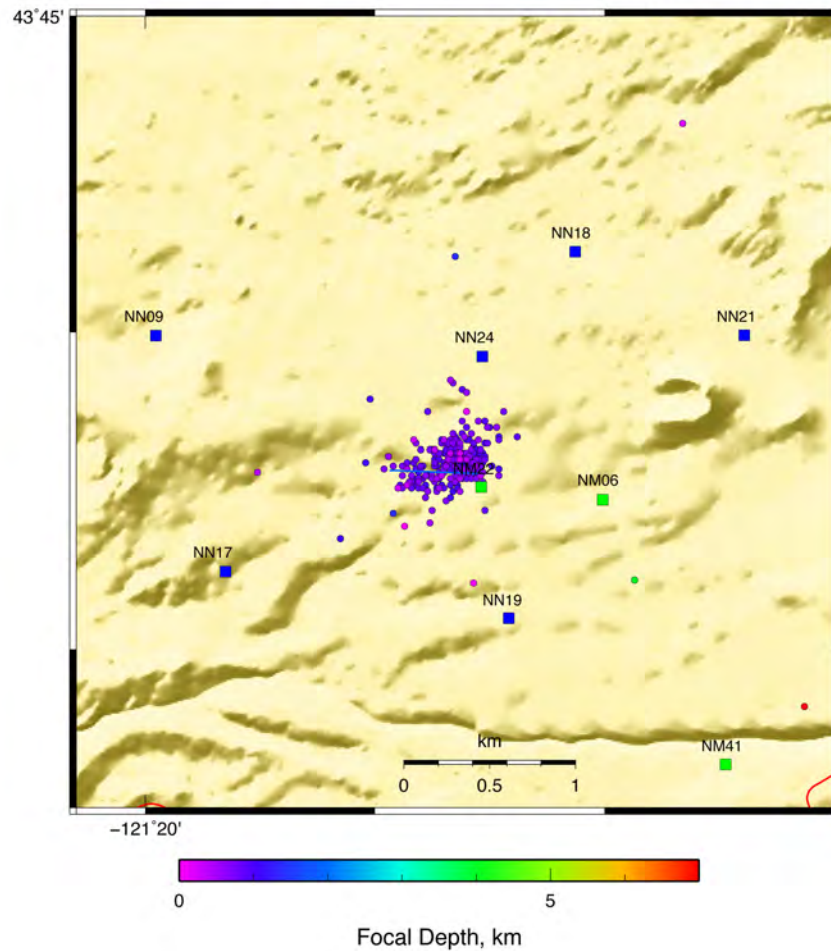 43˚45'
NN18
NN09
NN21
NN24
NM22
NM06
NN17
NN19
km
NM41
0
0.5
1
-121˚20'
0
5
Focal Depth, km